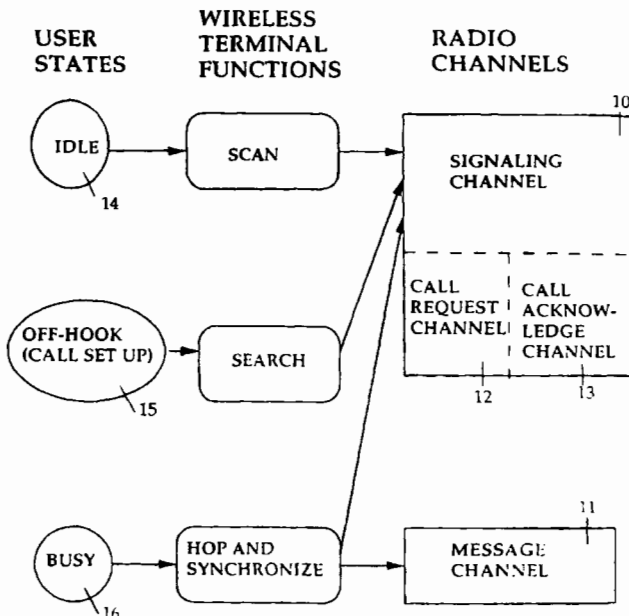 USER
STATES
WIRELESS
TERMINAL
FUNCTIONS
RADIO
CHANNELS
10
IDLE
14
SCAN
SIGNALING
CHANNEL
CALL
REQUEST
CHANNEL
12
CALL
ACKNOW-
LEDGE
CHANNEL
13
OFF-HOOK
(CALL SET UP)
15
SEARCH
BUSY
16
HOP AND
SYNCHRONIZE
11
MESSAGE
CHANNEL